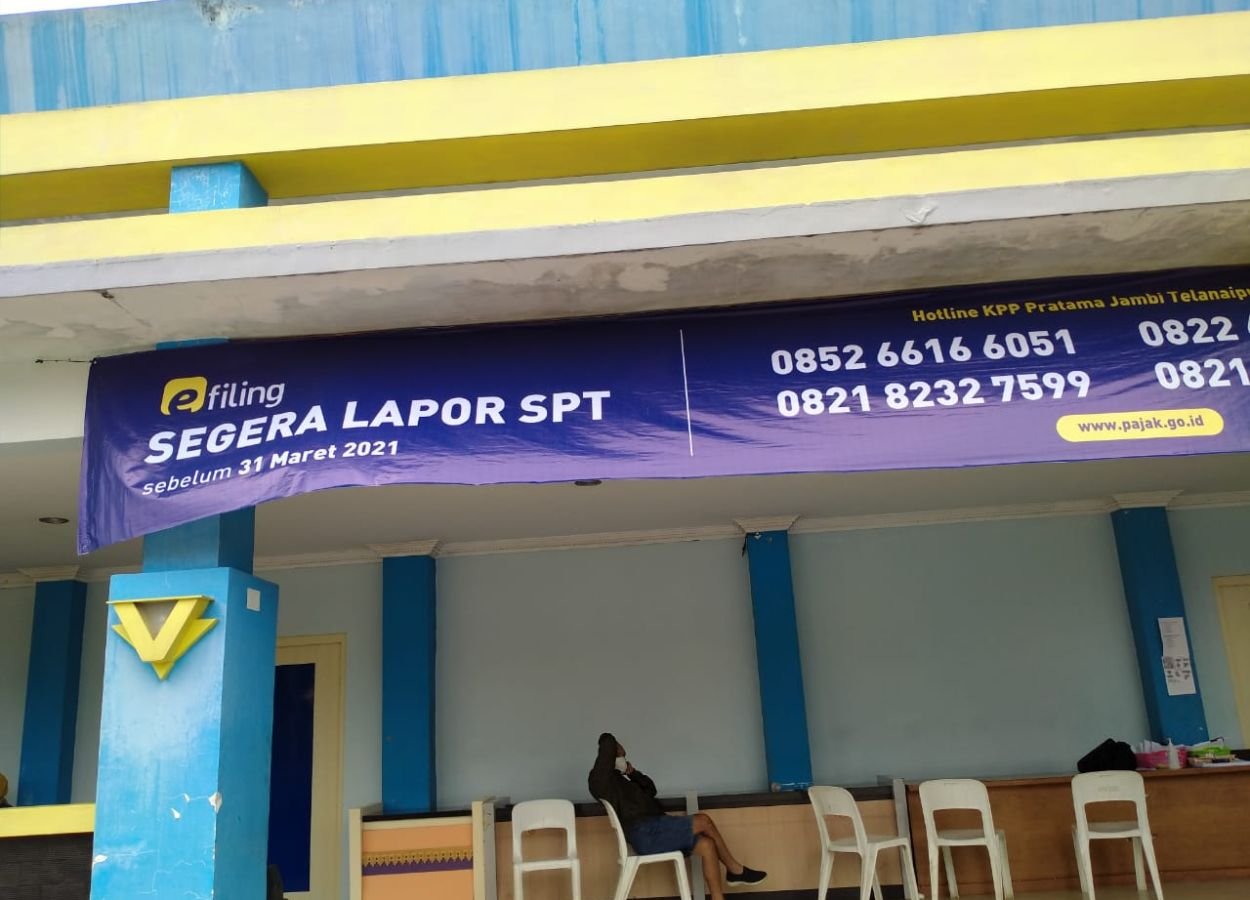 efiling
SEGERA LAPOR SPT
sebelum 31 Maret 2021
Hotline KPP Pratama Jambi
0852 6616 6051 0822
0821 8232 7599 0821
www.pajak.go.id